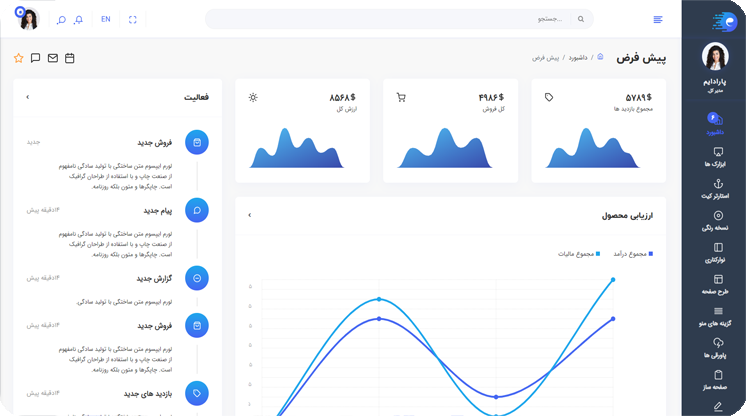 جستجو...
EN
پارادایم
مدیر کل
۶
داشبورد
ابزارک ها
استارتر کیت
نسخه رنگی
نوارکناری
طرح صفحه
گزینه های منو
پاورقی ها
صفحه ساز
پیش فرض
داشبورد / پیش فرض
۵۷۸۹ $
مجموع بازدید ها
۴۹۸۶ $
کل فروش
۸۵۶۸ $
ارزش کل
ارزیابی محصول
مجموع درآمد
مجموع مالیات
فعالیت
فروش جدید
جدید
لورم ایپسوم متن ساختگی با تولید سادگی نامفهوم
از صنعت چاپ و با استفاده از طراحان گرافیک
است. چاپگرها و متون بلکه روزنامه.
پیام جدید
۱۴دقیقه پیش
لورم ایپسوم متن ساختگی با تولید سادگی نامفهوم
از صنعت چاپ و با استفاده از طراحان گرافیک
است. چاپگرها و متون بلکه روزنامه.
گزارش جدید
۱۴دقیقه پیش
لورم ایپسوم متن ساختگی با تولید سادگی.
فروش جدید
۱۴دقیقه پیش
لورم ایپسوم متن ساختگی با تولید سادگی نامفهوم
از صنعت چاپ و با استفاده از طراحان گرافیک
است. چاپگرها و متون بلکه روزنامه.
بازدید های جدید
۱۴دقیقه پیش